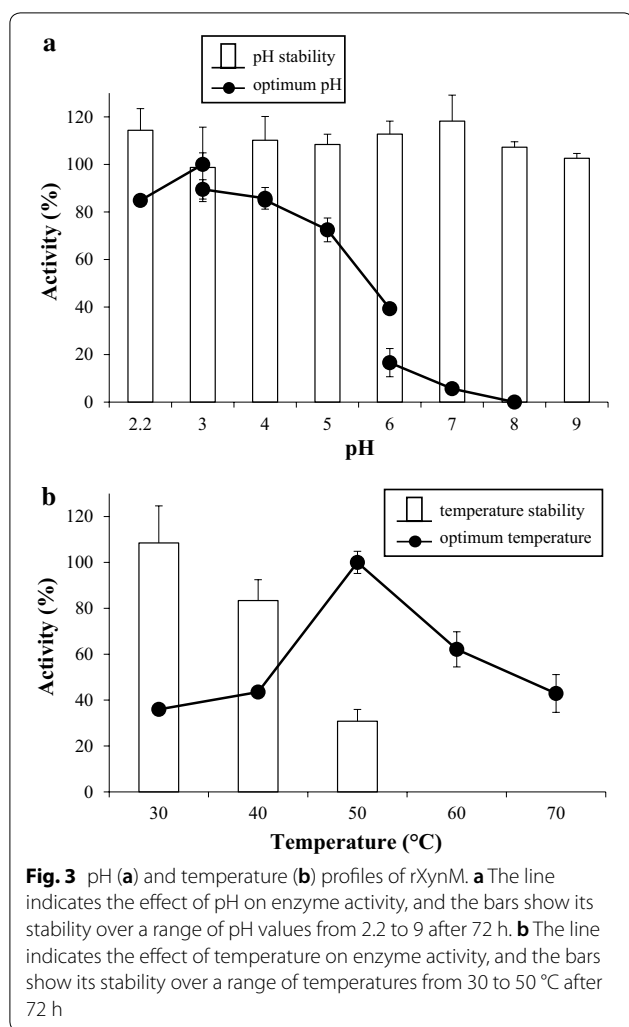 a
pH stability
optimum pH
120
100
80
60
40
20
0
Activity (%)
2.2 3 4 5 6 7 8 9
pH
b
temperature stability
optimum temperature
120
100
80
60
40
20
0
Activity (%)
30 40 50 60 70
Temperature (°C)
Fig. 3 pH (a) and temperature (b) profiles of rXynM. a The line
indicates the effect of pH on enzyme activity, and the bars show its
stability over a range of pH values from 2.2 to 9 after 72 h. b The line
indicates the effect of temperature on enzyme activity, and the bars
show its stability over a range of temperatures from 30 to 50 °C after
72 h